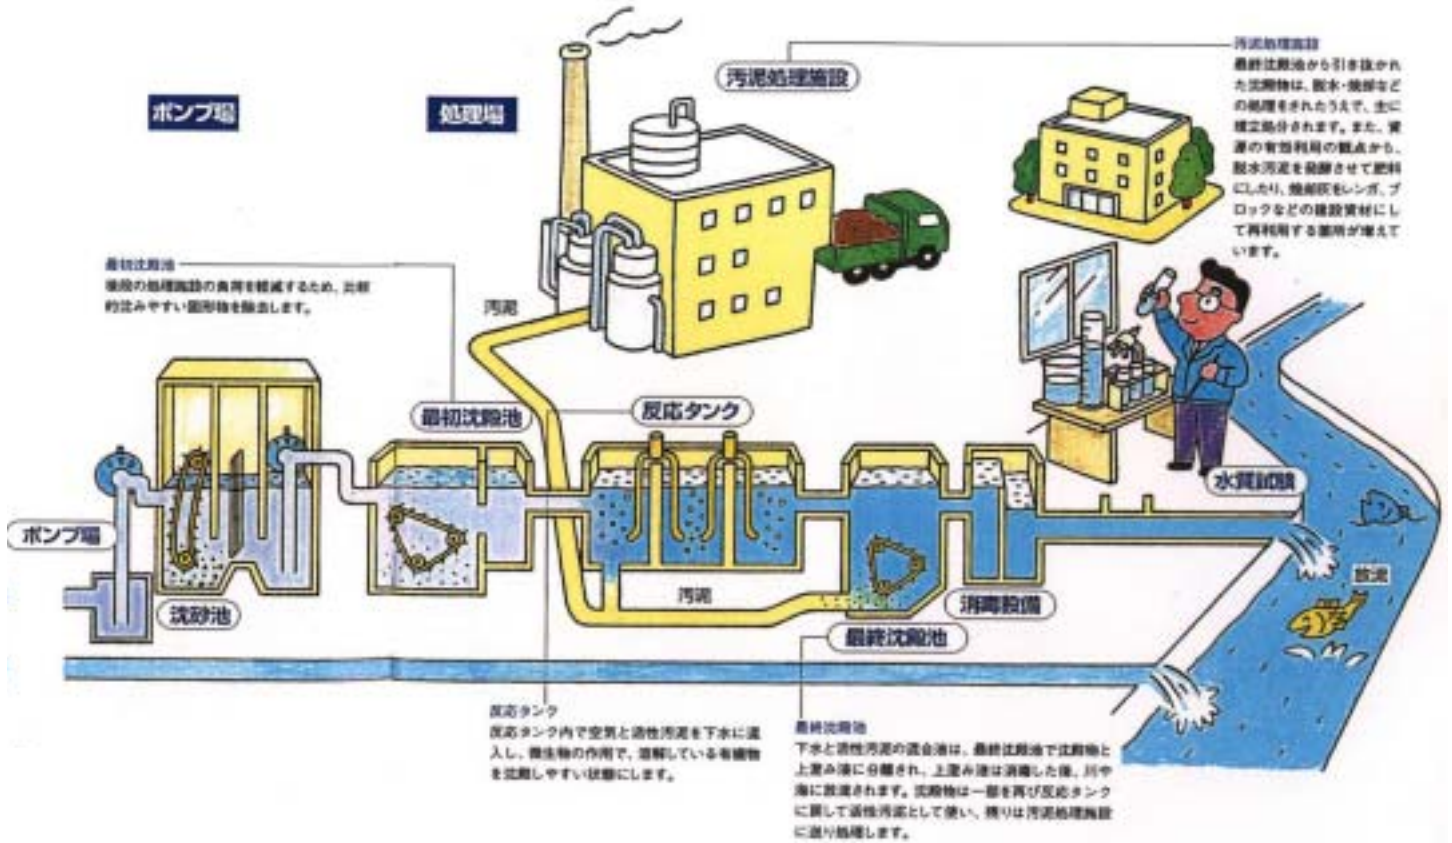 ポンプ場
処理場
汚泥処理施設
汚泥処理施設
最終沈殿池から引き抜かれ
た沈殿物は、脱水・焼却など
の処理をされたうえで、主に
埋立処分されます。また、資
源の有効利用の観点から、
脱水汚泥を発酵させて肥料
にしたり、焼却灰をレンガ、ブ
ロックなどの建設資材にし
て再利用する箇所が増えて
います。
最初沈殿池
後段の処理施設の負荷を軽減するため、比較
的沈みやすい固形物を除去します。
汚泥
最初沈殿池
反応タンク
水質試験
ポンプ場
沈砂池
汚泥
消毒設備
放流
最終沈殿池
反応タンク
反応タンク内で空気と活性汚泥を下水に混
入し、微生物の作用で、溶解している有機物
を沈殿しやすい状態にします。
最終沈殿池
下水と活性汚泥の混合液は、最終沈殿池で沈殿物と
上澄み液に分離され、上澄み液は消毒した後、川や
海に放流されます。沈殿物は一部を再び反応タンク
に戻して活性汚泥として使い、残りは汚泥処理施設
に送り処理します。